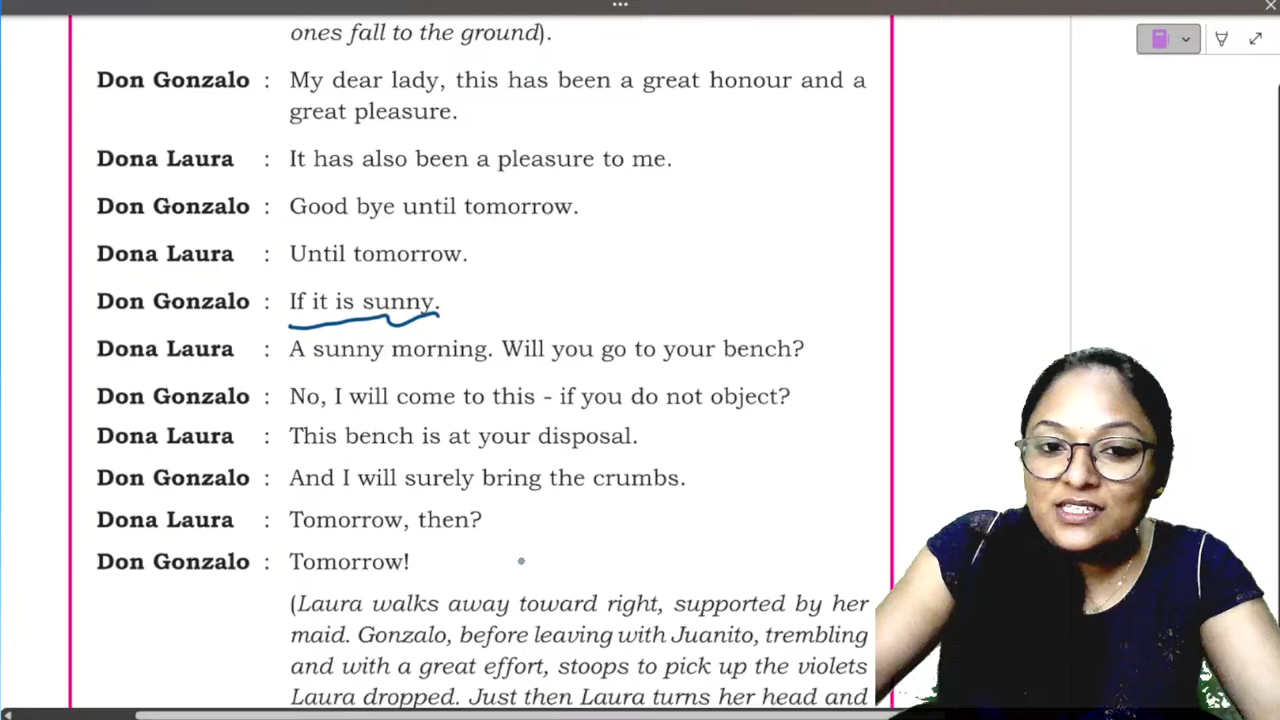 ones fall to the ground).
Don Gonzalo : My dear lady, this has been a great honour and a
great pleasure.
Dona Laura : It has also been a pleasure to me.
Don Gonzalo : Good bye until tomorrow.
Dona Laura : Until tomorrow.
Don Gonzalo : If it is sunny.
Dona Laura : A sunny morning. Will you go to your bench?
Don Gonzalo : No, I will come to this - if you do not object?
Dona Laura : This bench is at your disposal.
Don Gonzalo : And I will surely bring the crumbs.
Dona Laura : Tomorrow, then?
Don Gonzalo : Tomorrow!
(Laura walks away toward right, supported by her
maid. Gonzalo, before leaving with Juanito, trembling
and with a great effort, stoops to pick up the violets
Laura dropped. Just then Laura turns her head and